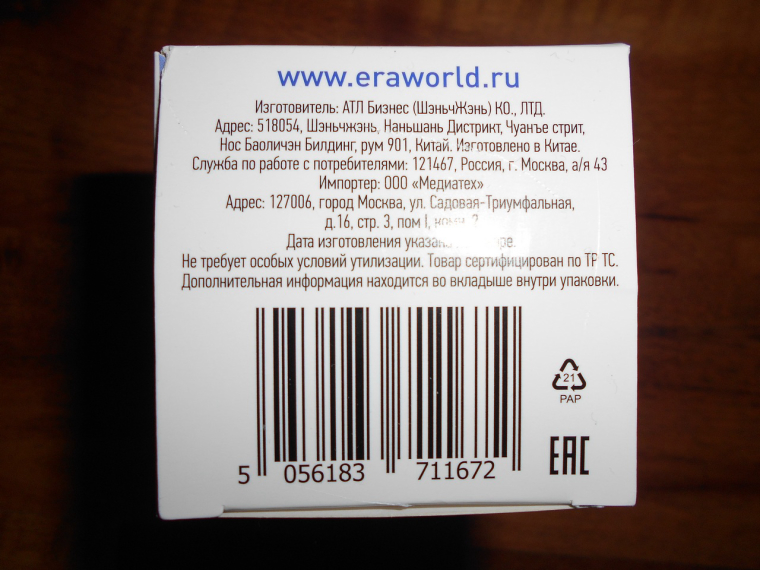 www.eraworld.ru
Изготовитель: АТЛ Бизнес (ШэньчЖэнь) КО., ЛТД.
Адрес: 518054, Шэньчжэнь, Наньшань Дистрикт, Чуанъе стрит,
Нос Баоличэн Билдинг, рум 901, Китай. Изготовлено в Китае.
Служба по работе с потребителями: 121467, Россия, г. Москва, а/я 43
Импортер: ООО «Медиатех»
Адрес: 127006, город Москва, ул. Садовая-Триумфальная,
д.16, стр. 3, пом I,
Дата изготовления
Не требует особых условий утилизации. Товар сертифицирован по ТР ТС.
Дополнительная информация находится во вкладыше внутри упаковки.
21
PAP
5 056183 711672
EAC